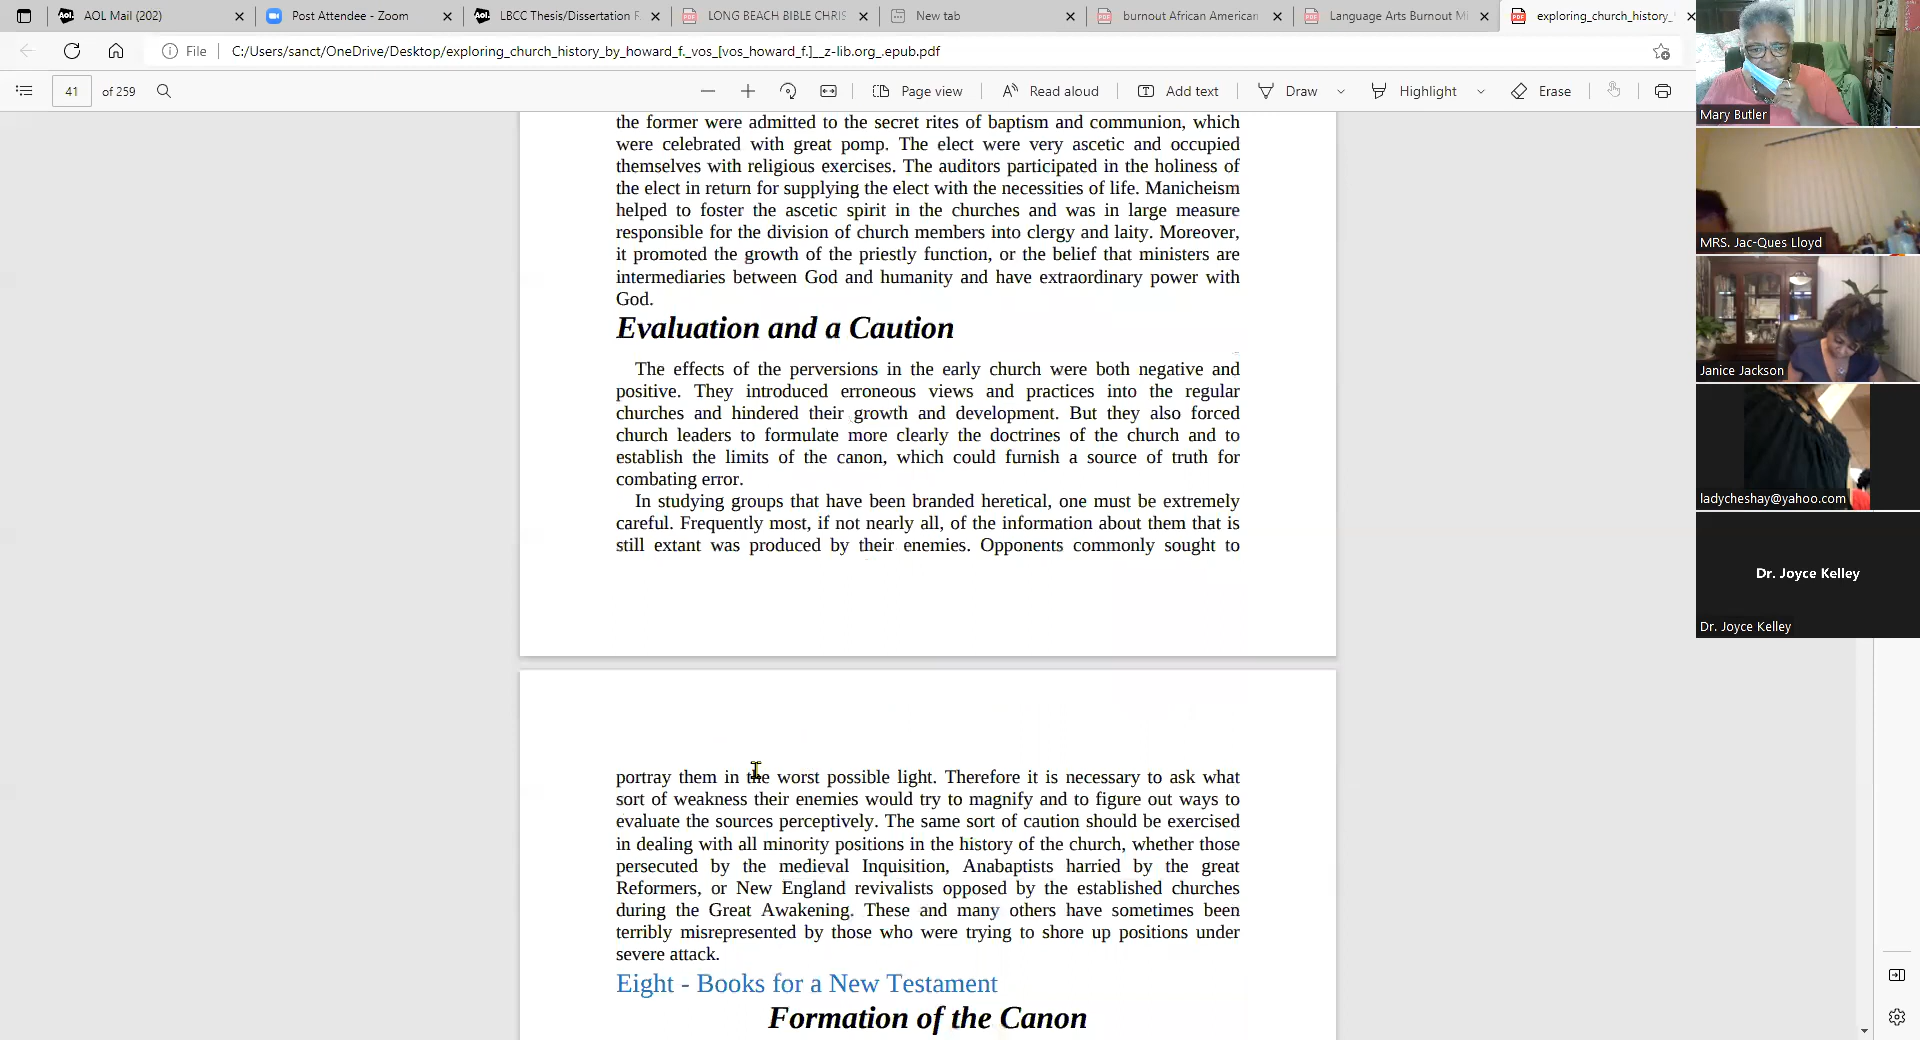 AOL Mail (202)
Post Attendee - Zoom
LBCC Thesis/Dissertation R
LONG BEACH BIBLE CHRIS
New tab
burnout African American
Language Arts Burnout Mi
exploring_church_history_
File
C:/Users/sanct/OneDrive/Desktop/exploring_church_history_by_howard_f._vos_[vos_howard_f.]__z-lib.org_.epub.pdf
41 of 259
Page view
Read aloud
Add text
Draw
Highlight
Erase
the former were admitted to the secret rites of baptism and communion, which
were celebrated with great pomp. The elect were very ascetic and occupied
themselves with religious exercises. The auditors participated in the holiness of
the elect in return for supplying the elect with the necessities of life. Manicheism
helped to foster the ascetic spirit in the churches and was in large measure
responsible for the division of church members into clergy and laity. Moreover,
it promoted the growth of the priestly function, or the belief that ministers are
intermediaries between God and humanity and have extraordinary power with
God.
Evaluation and a Caution
The effects of the perversions in the early church were both negative and
positive. They introduced erroneous views and practices into the regular
churches and hindered their growth and development. But they also forced
church leaders to formulate more clearly the doctrines of the church and to
establish the limits of the canon, which could furnish a source of truth for
combating error.
In studying groups that have been branded heretical, one must be extremely
careful. Frequently most, if not nearly all, of the information about them that is
still extant was produced by their enemies. Opponents commonly sought to
portray them in the worst possible light. Therefore it is necessary to ask what
sort of weakness their enemies would try to magnify and to figure out ways to
evaluate the sources perceptively. The same sort of caution should be exercised
in dealing with all minority positions in the history of the church, whether those
persecuted by the medieval Inquisition, Anabaptists harried by the great
Reformers, or New England revivalists opposed by the established churches
during the Great Awakening. These and many others have sometimes been
terribly misrepresented by those who were trying to shore up positions under
severe attack.
Eight - Books for a New Testament
Formation of the Canon
Mary Butler
MRS. Jac-Ques Lloyd
Janice Jackson
ladycheshay@yahoo.com
Dr. Joyce Kelley
Dr. Joyce Kelley